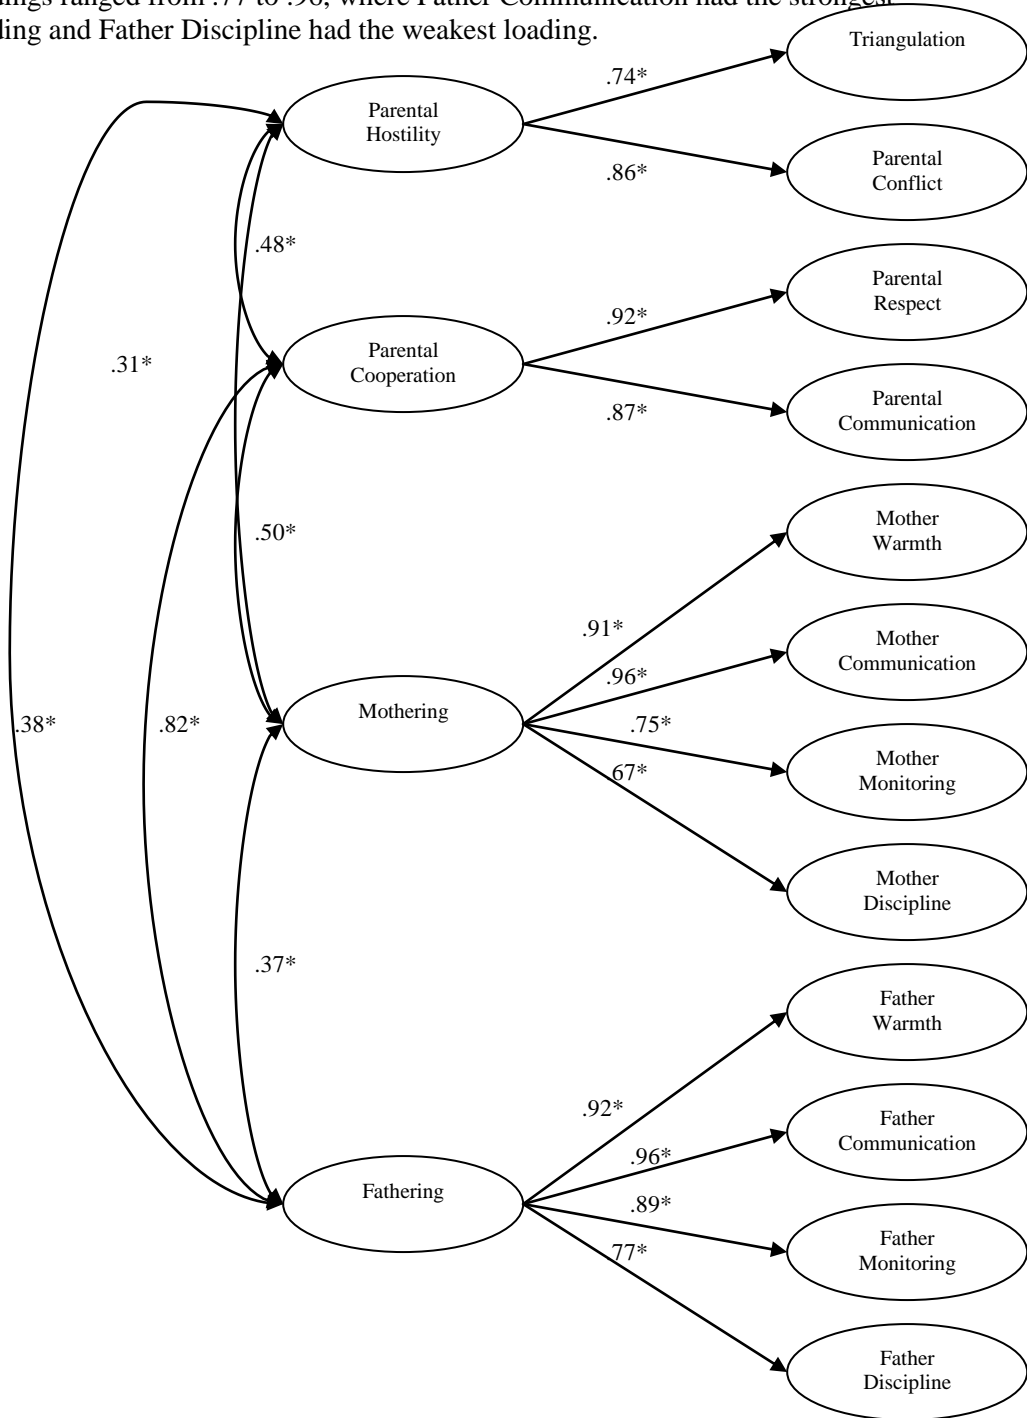 ranged from .77 to .96, where Father Communication had the strongest
and Father Discipline had the weakest loading.
Triangulation
.74*
Parental
Hostility
.86*
Parental
Conflict
.48*
Parental
Respect
.92*
.31*
Parental
Cooperation
.87*
Parental
Communication
Mother
Warmth
.50*
.91*
Mother
Communication
.96*
Mothering
.75*
.38*
.82*
67*
Mother
Monitoring
Mother
Discipline
.37*
Father
Warmth
.92*
Father
Communication
.96*
Fathering
.89*
77*
Father
Monitoring
Father
Discipline